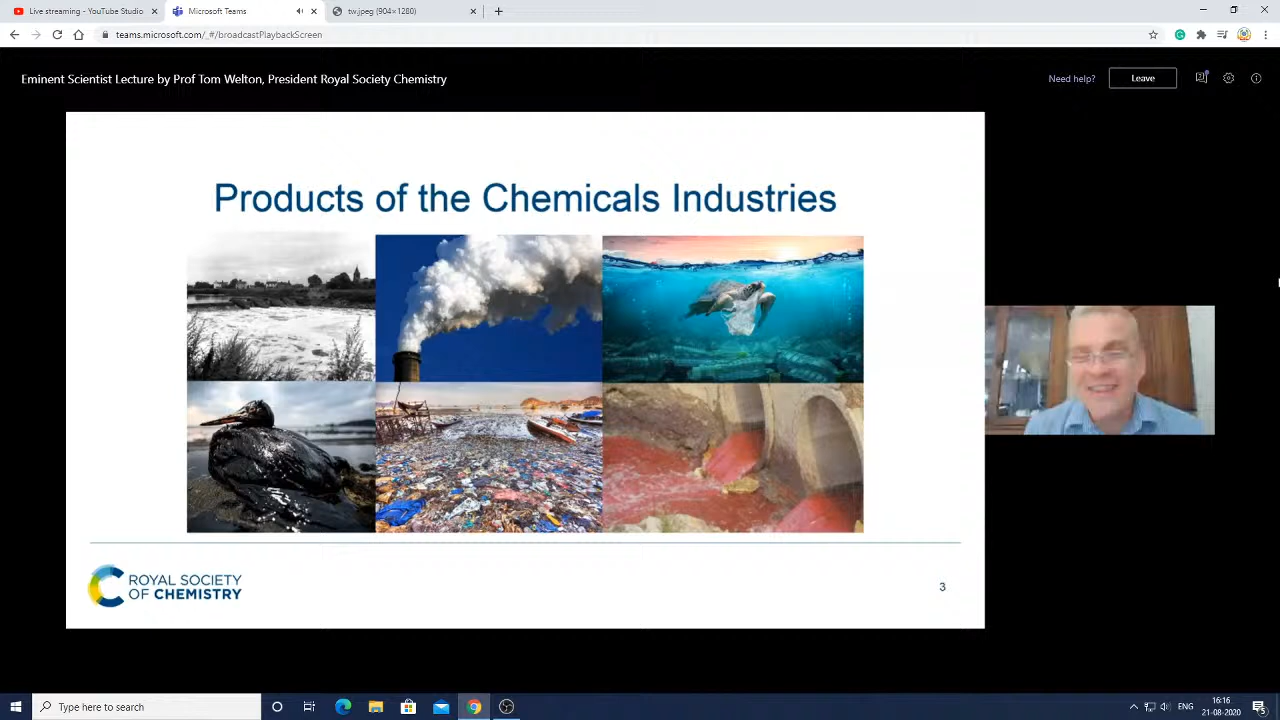 Live streaming - YouTube Studio
Microsoft Teams
tw.jpeg (904×1280)
teams.microsoft.com/_#/broadcastPlaybackScreen
Eminent Scientist Lecture by Prof Tom Welton, President Royal Society Chemistry
Need help?
Leave
Products of the Chemicals Industries
ROYAL SOCIETY
OF CHEMISTRY
3
Type here to search
ENG
16:16
21-08-2020